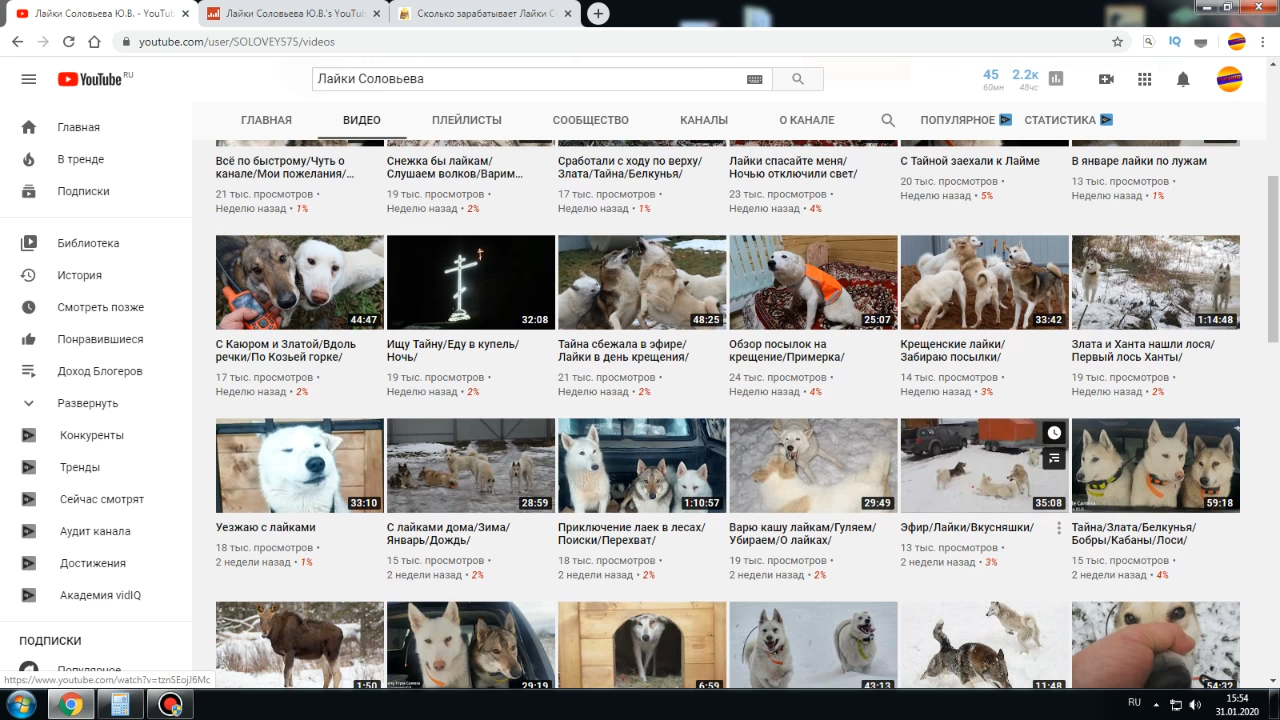 Лайки Соловьева Ю.В. - YouTu
Лайки Соловьева Ю.В.'s YouTub
Сколько зарабатывает Лайки С
youtube.com/user/SOLOVEY575/videos
IQ
YouTube RU
Лайки Соловьева
45 2.2к
60мн 48чс
ГЛАВНАЯ ВИДЕО ПЛЕЙЛИСТЫ СООБЩЕСТВО КАНАЛЫ О КАНАЛЕ ПОПУЛЯРНОЕ СТАТИСТИКА
Главная
В тренде
Подписки
Библиотека
История
Смотреть позже
Понравившиеся
Доход Блогеров
Развернуть
Конкуренты
Тренды
Сейчас смотрят
Аудит канала
Достижения
Академия vidIQ
ПОДПИСКИ
Популярное
Всё по быстрому/Чуть о
канале/Мои пожелания/...
21 тыс. просмотров •
Неделю назад • 1%
Снежка бы лайкам/
Слушаем волков/Варим...
19 тыс. просмотров •
Неделю назад • 2%
Сработали с ходу по верху/
Злата/Тайна/Белкунья/
17 тыс. просмотров •
Неделю назад • 1%
Лайки спасайте меня/
Ночью отключили свет/
23 тыс. просмотров •
Неделю назад • 4%
С Тайной заехали к Лайме
20 тыс. просмотров •
Неделю назад • 5%
В январе лайки по лужам
13 тыс. просмотров •
Неделю назад • 1%
44:47
С Каюром и Златой/Вдоль
речки/По Козьей горке/
17 тыс. просмотров •
Неделю назад • 2%
32:08
Ищу Тайну/Еду в купель/
Ночь/
19 тыс. просмотров •
Неделю назад • 2%
48:25
Тайна сбежала в эфире/
Лайки в день крещения/
21 тыс. просмотров •
Неделю назад • 2%
25:07
Обзор посылок на
крещение/Примерка/
24 тыс. просмотров •
Неделю назад • 4%
33:42
Крещенские лайки/
Забираю посылки/
14 тыс. просмотров •
Неделю назад • 3%
1:14:48
Злата и Ханта нашли лося/
Первый лось Ханты/
19 тыс. просмотров •
Неделю назад • 2%
33:10
Уезжаю с лайками
18 тыс. просмотров •
2 недели назад • 1%
28:59
С лайками дома/Зима/
Январь/Дождь/
15 тыс. просмотров •
2 недели назад • 2%
1:10:57
Приключение лаек в лесах/
Поиски/Перехват/
18 тыс. просмотров •
2 недели назад • 2%
29:49
Варю кашу лайкам/Гуляем/
Убираем/О лайках/
19 тыс. просмотров •
2 недели назад • 2%
35:08
Эфир/Лайки/Вкусняшки/
13 тыс. просмотров •
2 недели назад • 3%
59:18
Тайна/Злата/Белкунья/
Бобры/Кабаны/Лоси/
15 тыс. просмотров •
2 недели назад • 4%
1:50
29:19
6:59
43:13
11:48
54:32
https://www.youtube.com/watch?v=tznSEojJ6Mc
RU
15:54
31.01.2020